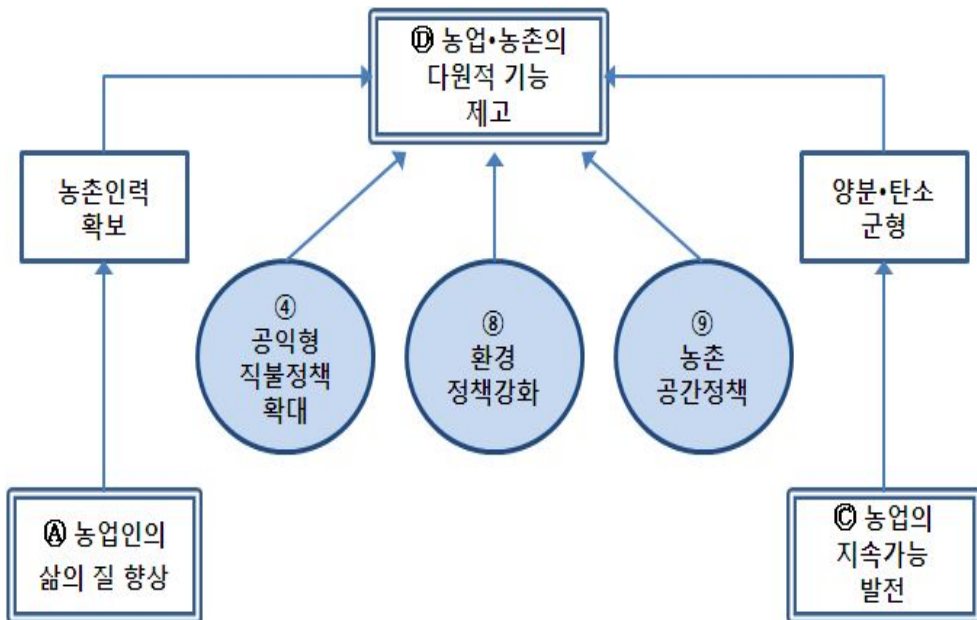 Ⓓ 농업•농촌의
다원적 기능
제고
농촌인력
확보
양분•탄소
균형
④
공익형
직불정책
확대
⑧
환경
정책강화
⑨
농촌
공간정책
Ⓐ 농업인의
삶의 질 향상
Ⓒ 농업의
지속가능
발전